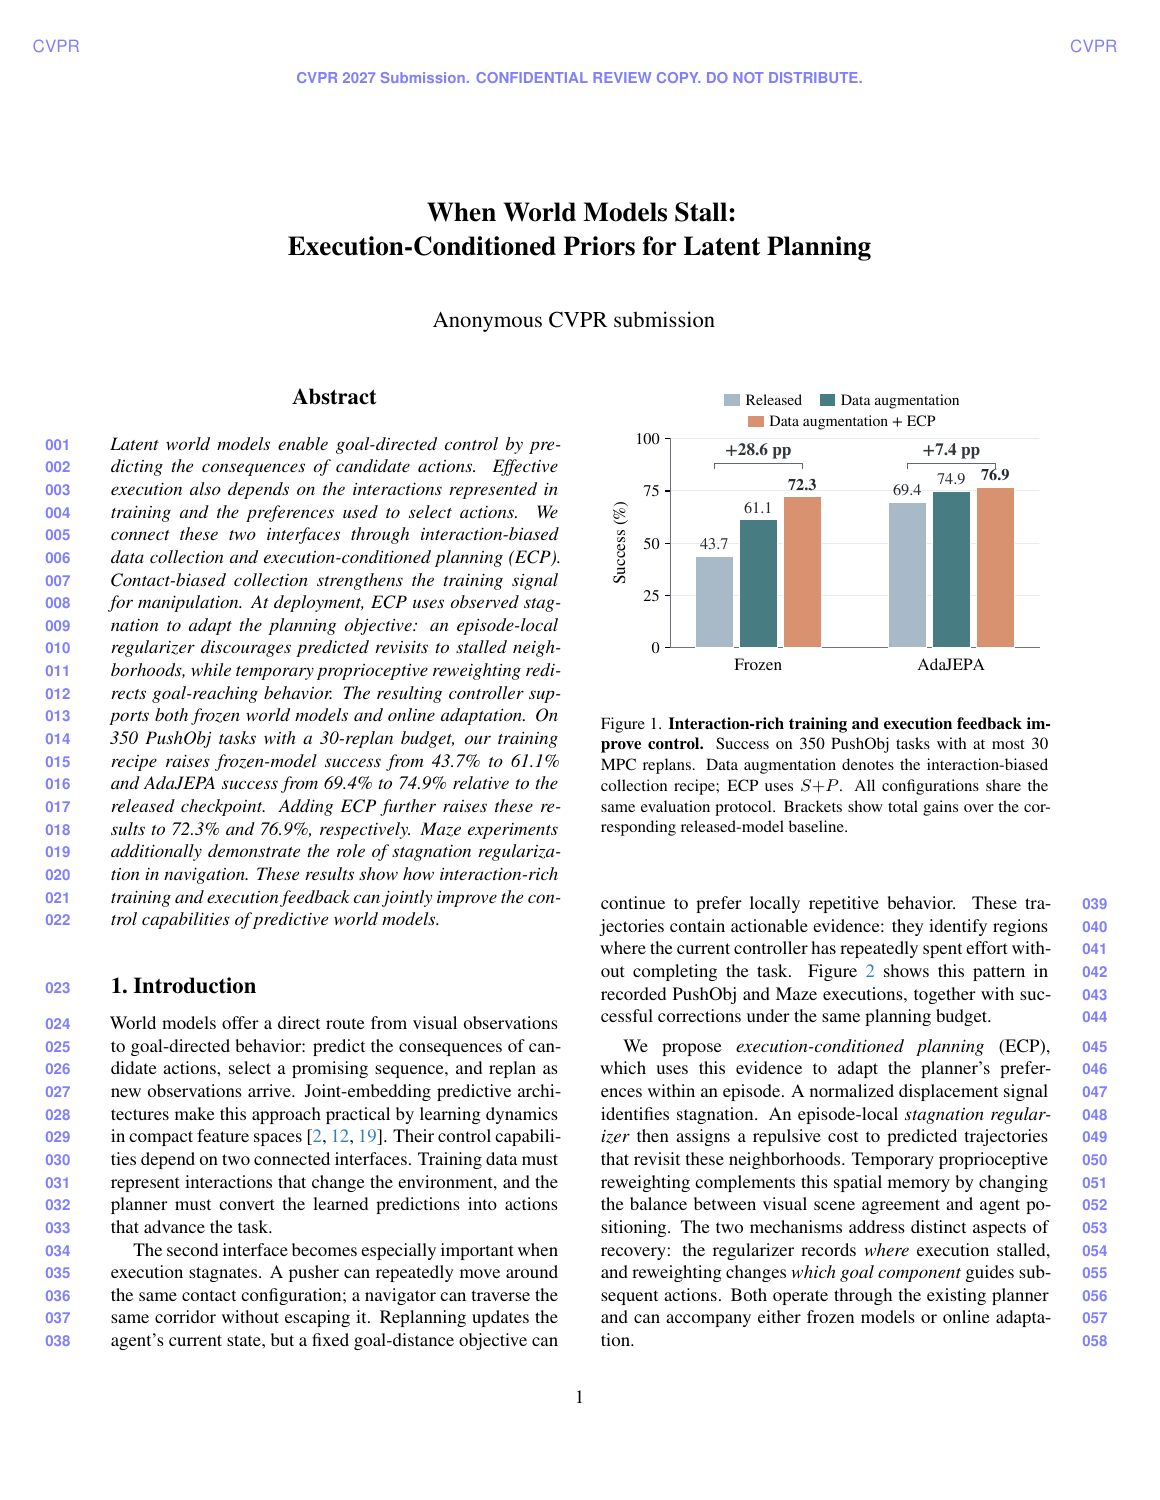 CVPR
CVPR
CVPR 2027 Submission. CONFIDENTIAL REVIEW COPY. DO NOT DISTRIBUTE.
When World Models Stall:
Execution-Conditioned Priors for Latent Planning
Anonymous CVPR submission
Abstract
001 Latent world models enable goal-directed control by pre-
002 dicting the consequences of candidate actions. Effective
003 execution also depends on the interactions represented in
004 training and the preferences used to select actions. We
005 connect these two interfaces through interaction-biased
006 data collection and execution-conditioned planning (ECP).
007 Contact-biased collection strengthens the training signal
008 for manipulation. At deployment, ECP uses observed stag-
009 nation to adapt the planning objective: an episode-local
010 regularizer discourages predicted revisits to stalled neigh-
011 borhoods, while temporary proprioceptive reweighting redi-
012 rects goal-reaching behavior. The resulting controller sup-
013 ports both frozen world models and online adaptation. On
014 350 PushObj tasks with a 30-replan budget, our training
015 recipe raises frozen-model success from 43.7% to 61.1%
016 and AdaJEPA success from 69.4% to 74.9% relative to the
017 released checkpoint. Adding ECP further raises these re-
018 sults to 72.3% and 76.9%, respectively. Maze experiments
019 additionally demonstrate the role of stagnation regulariza-
020 tion in navigation. These results show how interaction-rich
021 training and execution feedback can jointly improve the con-
022 trol capabilities of predictive world models.
023 1. Introduction
024 World models offer a direct route from visual observations
025 to goal-directed behavior: predict the consequences of can-
026 didate actions, select a promising sequence, and replan as
027 new observations arrive. Joint-embedding predictive archi-
028 tectures make this approach practical by learning dynamics
029 in compact feature spaces [2, 12, 19]. Their control capabili-
030 ties depend on two connected interfaces. Training data must
031 represent interactions that change the environment, and the
032 planner must convert the learned predictions into actions
033 that advance the task.
034 The second interface becomes especially important when
035 execution stagnates. A pusher can repeatedly move around
036 the same contact configuration; a navigator can traverse the
037 same corridor without escaping it. Replanning updates the
038 agent's current state, but a fixed goal-distance objective can
Released
Data augmentation
Data augmentation + ECP
Success (%)
100
75
50
25
0
+28.6 pp
43.7
61.1
72.3
+7.4 pp
69.4
74.9
76.9
Frozen
AdaJEPA
Figure 1. Interaction-rich training and execution feedback im-
prove control. Success on 350 PushObj tasks with at most 30
MPC replans. Data augmentation denotes the interaction-biased
collection recipe; ECP uses S+P. All configurations share the
same evaluation protocol. Brackets show total gains over the cor-
responding released-model baseline.
continue to prefer locally repetitive behavior. These tra- 039
jectories contain actionable evidence: they identify regions 040
where the current controller has repeatedly spent effort with- 041
out completing the task. Figure 2 shows this pattern in 042
recorded PushObj and Maze executions, together with suc- 043
cessful corrections under the same planning budget. 044
We propose execution-conditioned planning (ECP), 045
which uses this evidence to adapt the planner's prefer- 046
ences within an episode. A normalized displacement signal 047
identifies stagnation. An episode-local stagnation regular- 048
izer then assigns a repulsive cost to predicted trajectories 049
that revisit these neighborhoods. Temporary proprioceptive 050
reweighting complements this spatial memory by changing 051
the balance between visual scene agreement and agent po- 052
sitioning. The two mechanisms address distinct aspects of 053
recovery: the regularizer records where execution stalled, 054
and reweighting changes which goal component guides sub- 055
sequent actions. Both operate through the existing planner 056
and can accompany either frozen models or online adapta- 057
tion. 058
1